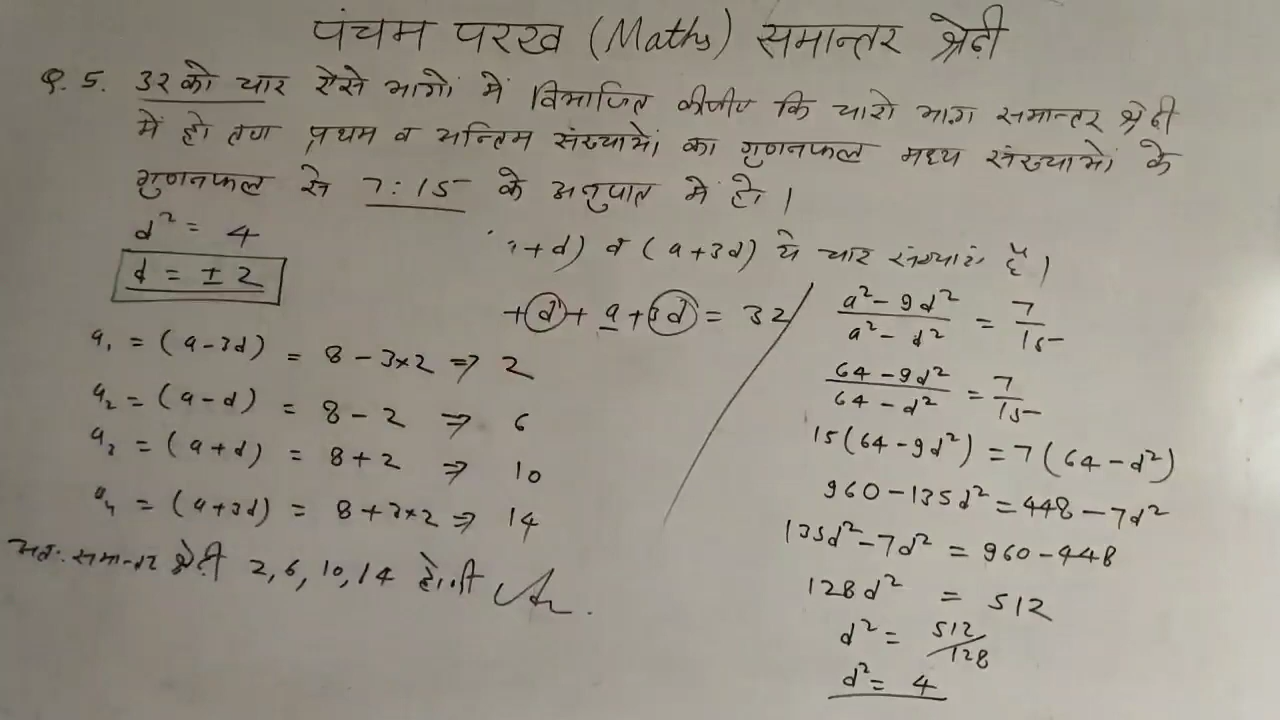 पंचम परख (Maths) समान्तर श्रेढ़ी
Q. 5. 32 को चार ऐसे भागों में विभाजित कीजीए कि चारो भाग समान्तर श्रेढी
में हो तथा प्रथम व अन्तिम संख्याओं का गुणनफल मध्य संख्याओं के
गुणनफल से 7:15 के अनुपात में हो।
d² = 4
d = ± 2
a₁ = (a-3d) = 8 - 3×2 ⇒ 2
a₂ = (a-d) = 8 - 2 ⇒ 6
a₃ = (a+d) = 8 + 2 ⇒ 10
a₄ = (a+3d) = 8 + 3×2 ⇒ 14
अतः समान्तर श्रेढ़ी 2, 6, 10, 14 होगी
+d) व (a+3d) ये चार संख्याएं है।
+d + a + 3d = 32
a² - 9d² / a² - d² = 7/15
64 - 9d² / 64 - d² = 7/15
15(64 - 9d²) = 7(64 - d²)
960 - 135d² = 448 - 7d²
135d² - 7d² = 960 - 448
128d² = 512
d² = 512/128
d² = 4